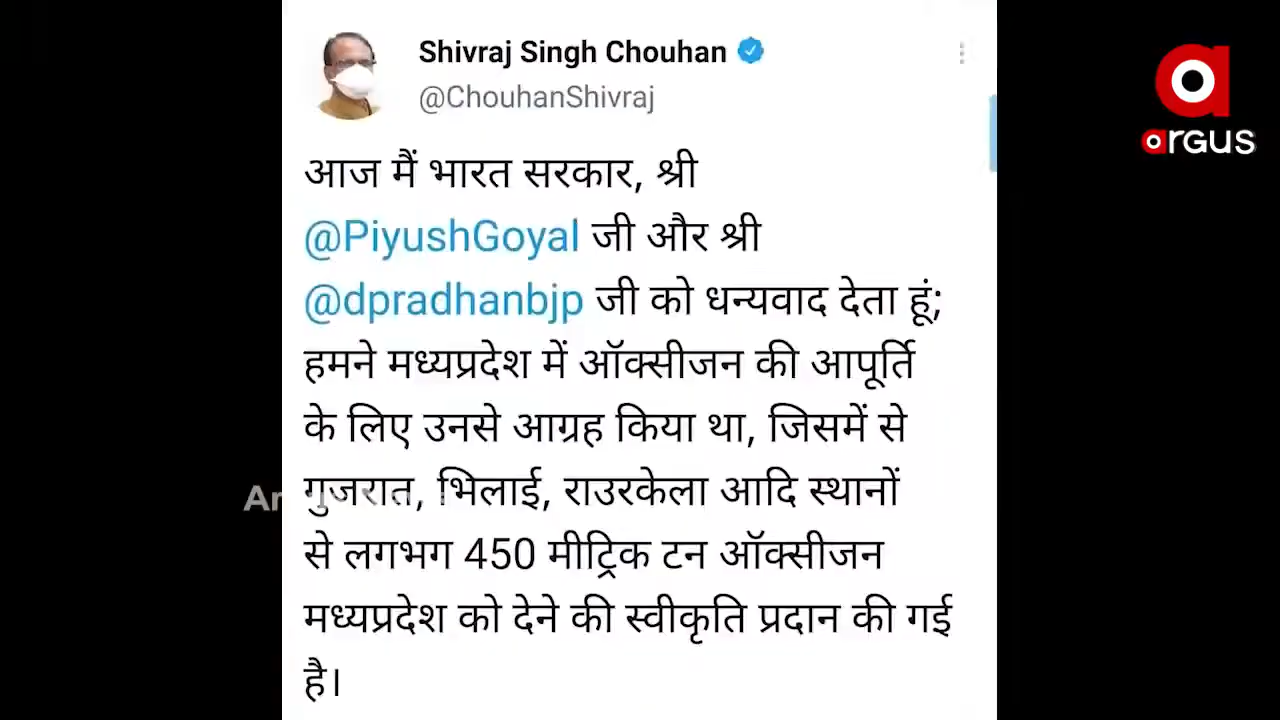 Shivraj Singh Chouhan
@ChouhanShivraj
argus
आज मैं भारत सरकार, श्री
@PiyushGoyal जी और श्री
@dpradhanbjp जी को धन्यवाद देता हूं;
हमने मध्यप्रदेश में ऑक्सीजन की आपूर्ति
के लिए उनसे आग्रह किया था, जिसमें से
गुजरात, भिलाई, राउरकेला आदि स्थानों
से लगभग 450 मीट्रिक टन ऑक्सीजन
मध्यप्रदेश को देने की स्वीकृति प्रदान की गई
है।